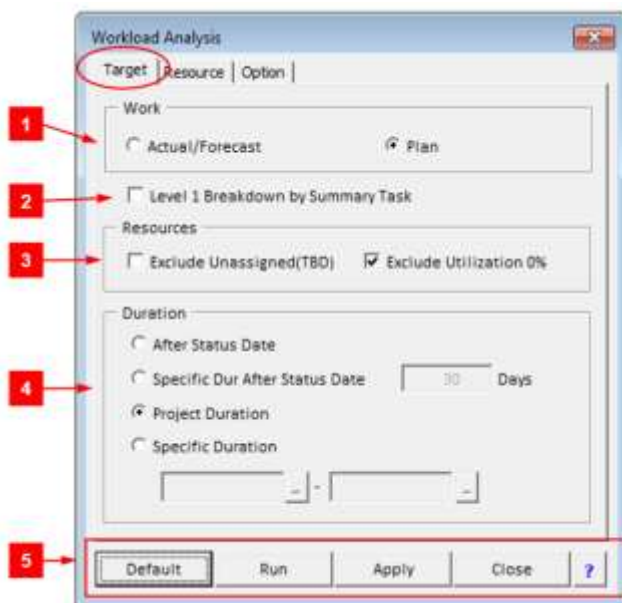 Workload Analysis
Target Resource Option
Work
1
Actual/Forecast Plan
2
Level 1 Breakdown by Summary Task
Resources
3
Exclude Unassigned(TBD) Exclude Utilization 0%
Duration
After Status Date
Specific Dur After Status Date 30 Days
4
Project Duration
Specific Duration
... - ...
5
Default Run Apply Close ?